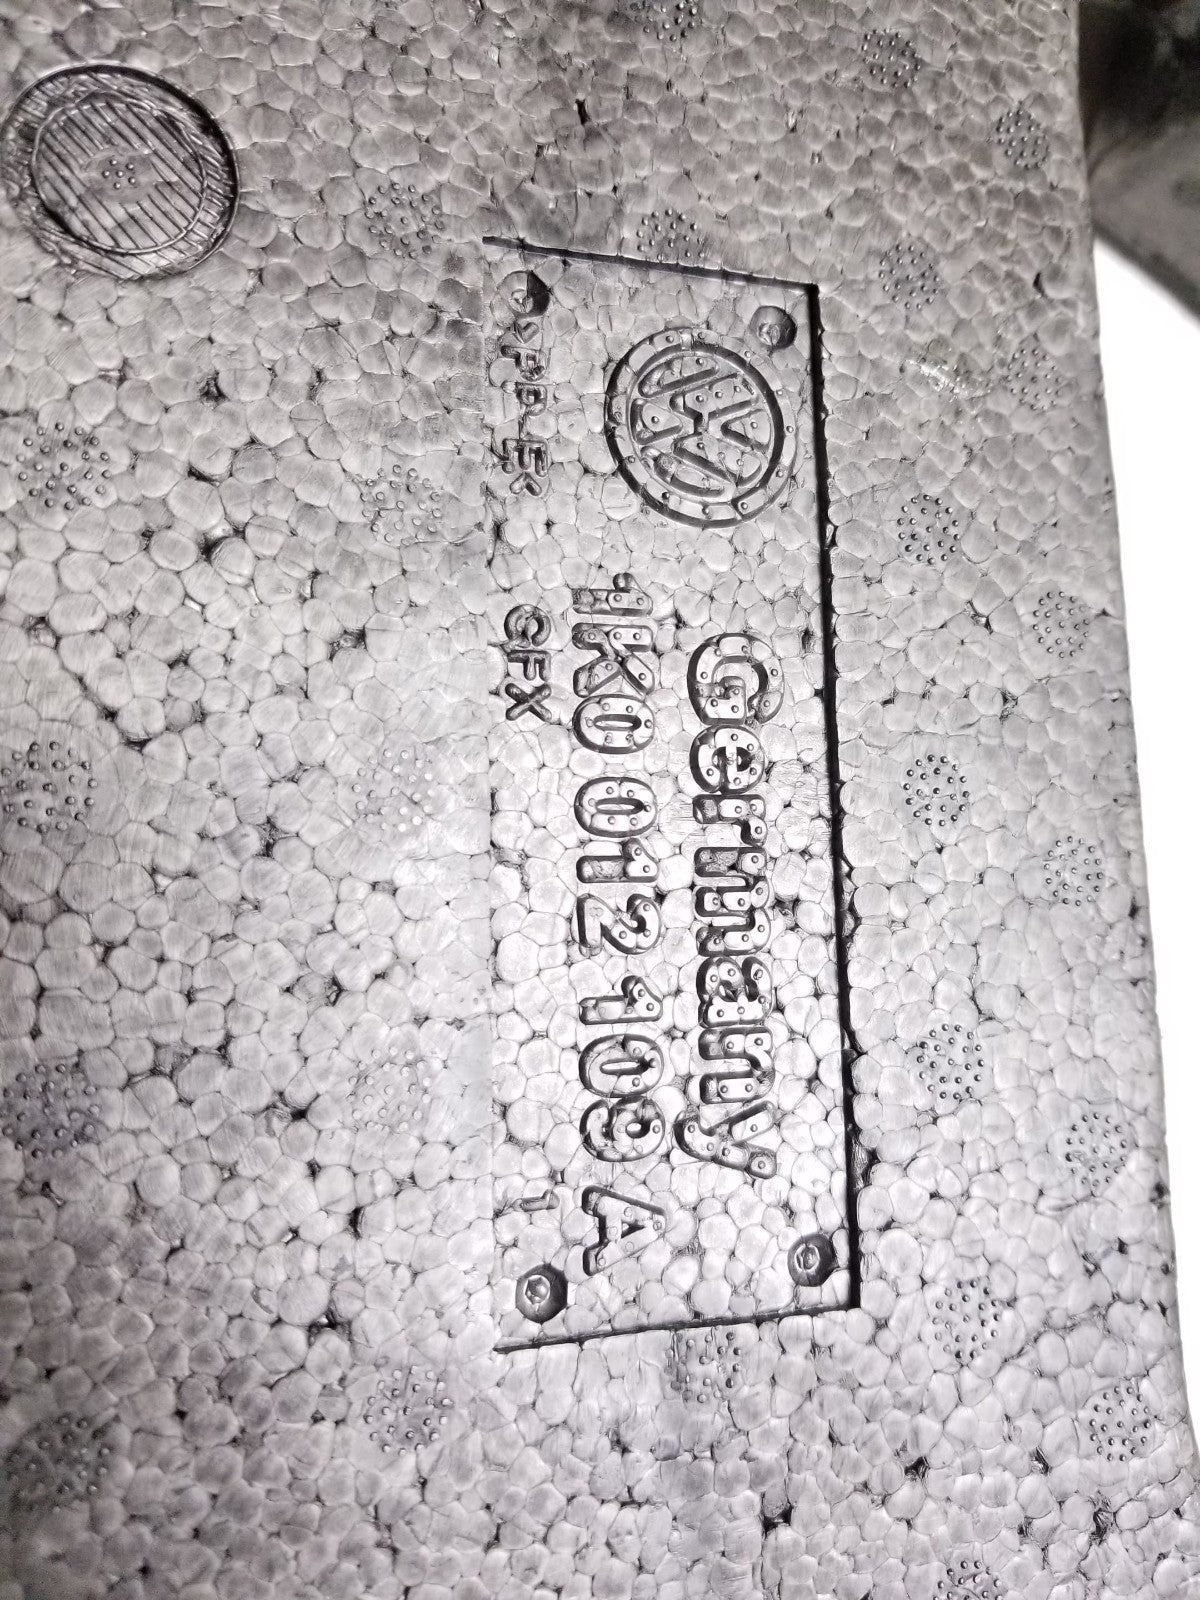 Germany
1K0 012 109 A
>PP-E< GFX